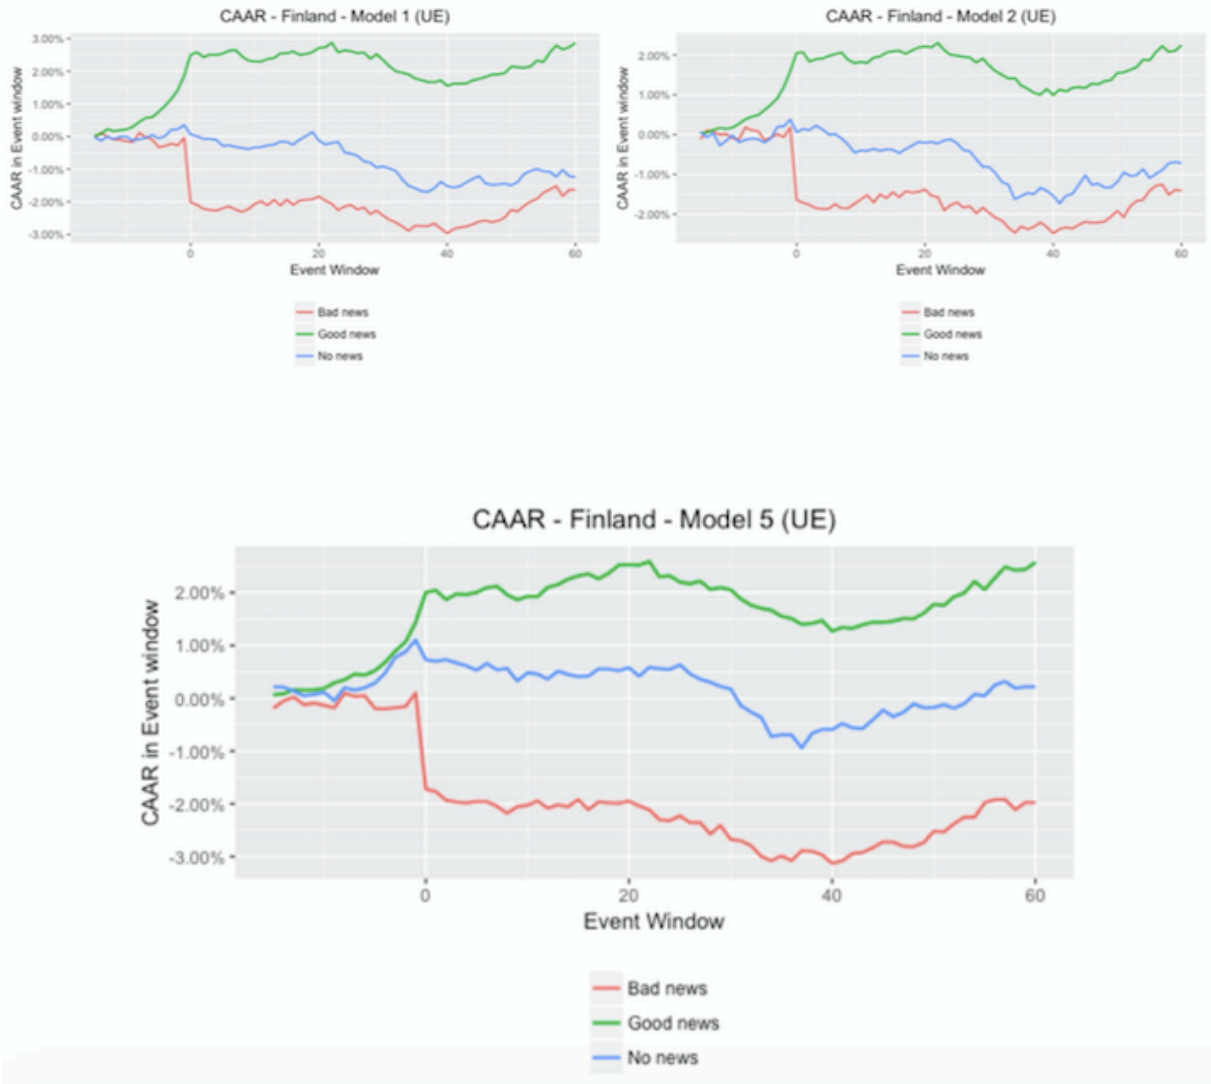 CAAR - Finland - Model 1 (UE)
3.00%
2.00%
1.00%
0.00%
-1.00%
-2.00%
-3.00%
CAAR in Event window
0 20 40 60
Event Window
Bad news
Good news
No news
CAAR - Finland - Model 2 (UE)
2.00%
1.00%
0.00%
-1.00%
-2.00%
CAAR in Event window
0 20 40 60
Event Window
Bad news
Good news
No news
CAAR - Finland - Model 5 (UE)
2.00%
1.00%
0.00%
-1.00%
-2.00%
-3.00%
CAAR in Event window
0 20 40 60
Event Window
Bad news
Good news
No news